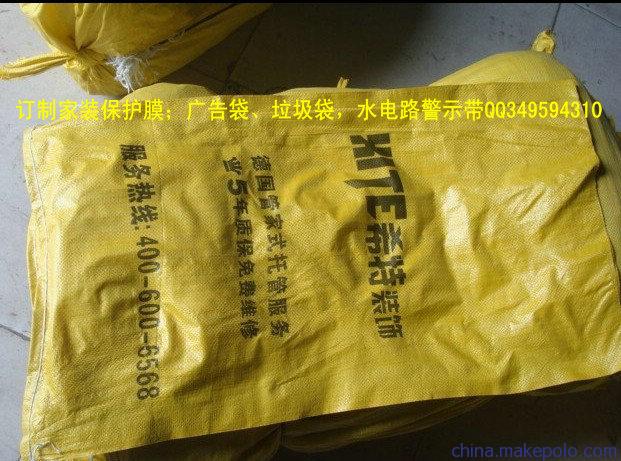 订制家装保护膜；广告袋、垃圾袋，水电路警示带QQ349594310
XITE希特装饰
德国管家式托管服务
5年质保免费维修
服务热线:400-600-6568
china.makepolo.com